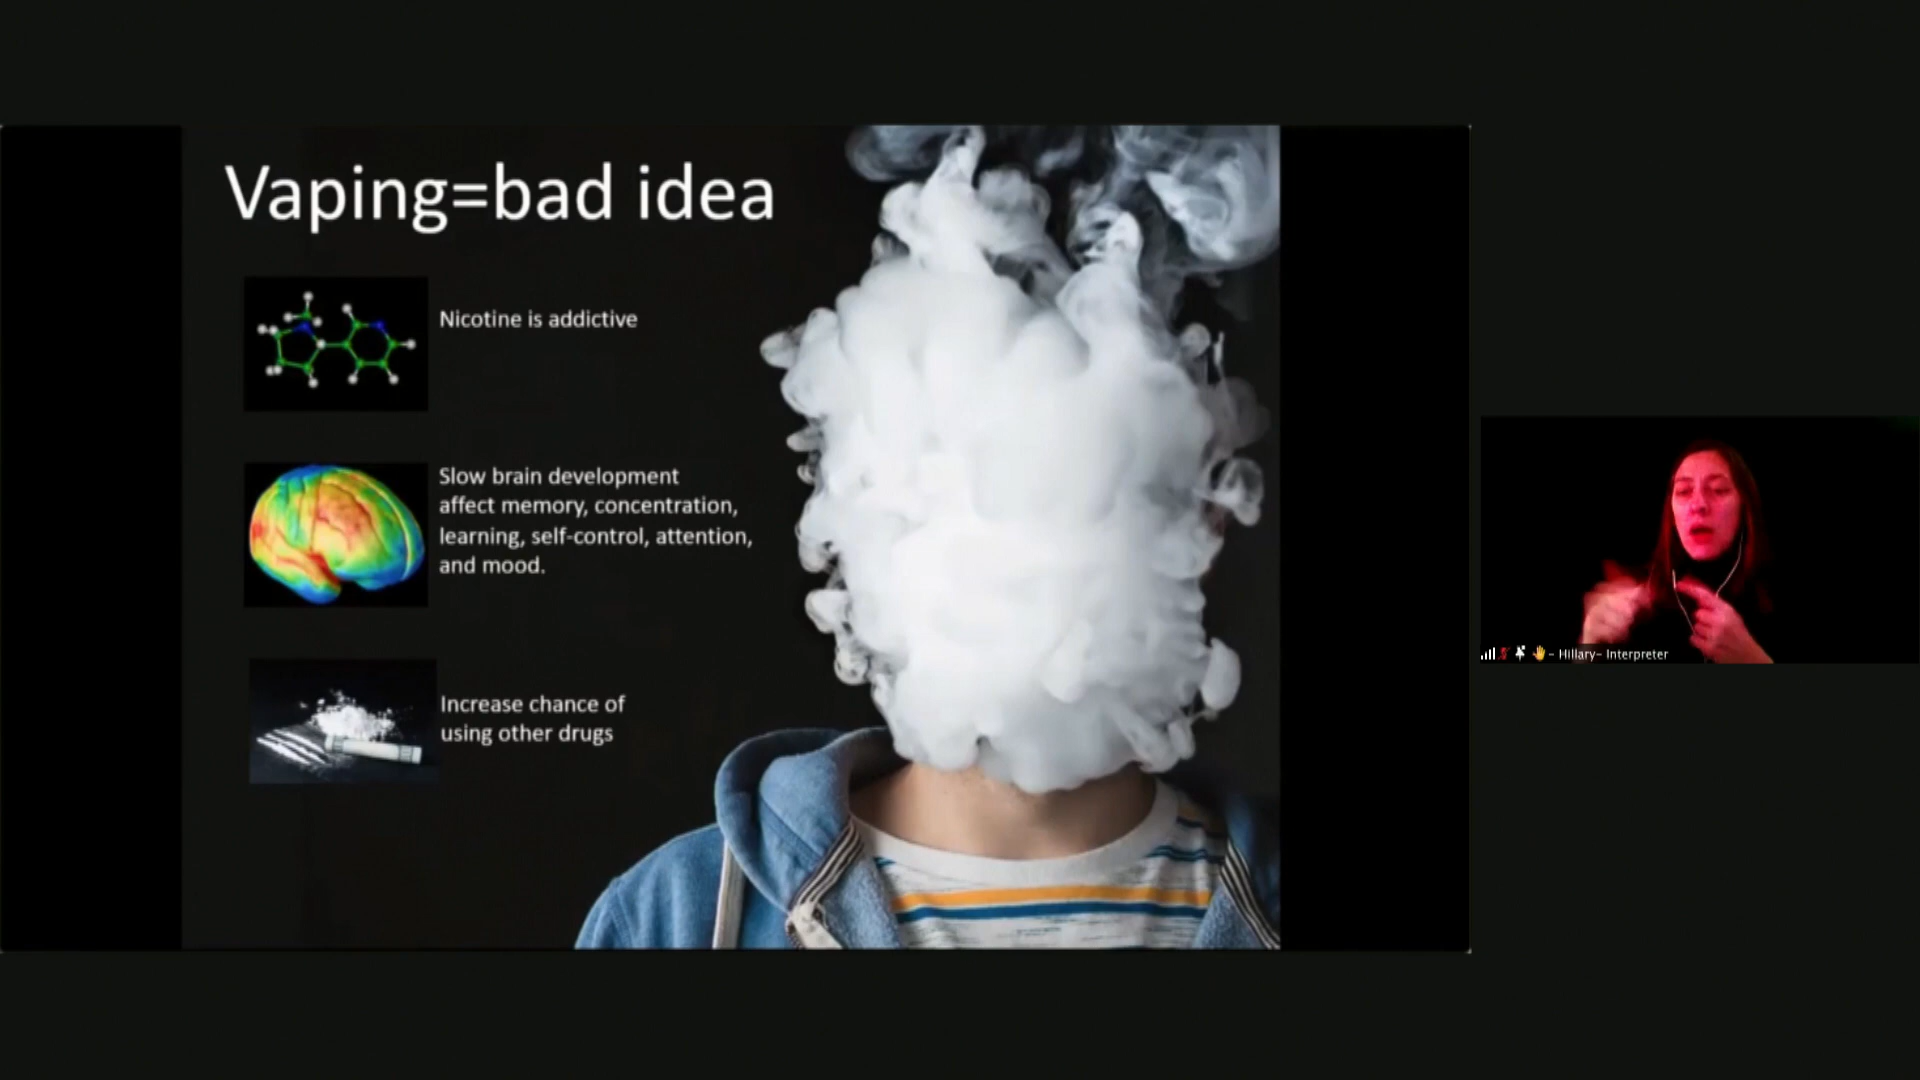 Vaping=bad idea
Nicotine is addictive
Slow brain development
affect memory, concentration,
learning, self-control, attention,
and mood.
Increase chance of
using other drugs
– Hillary– Interpreter